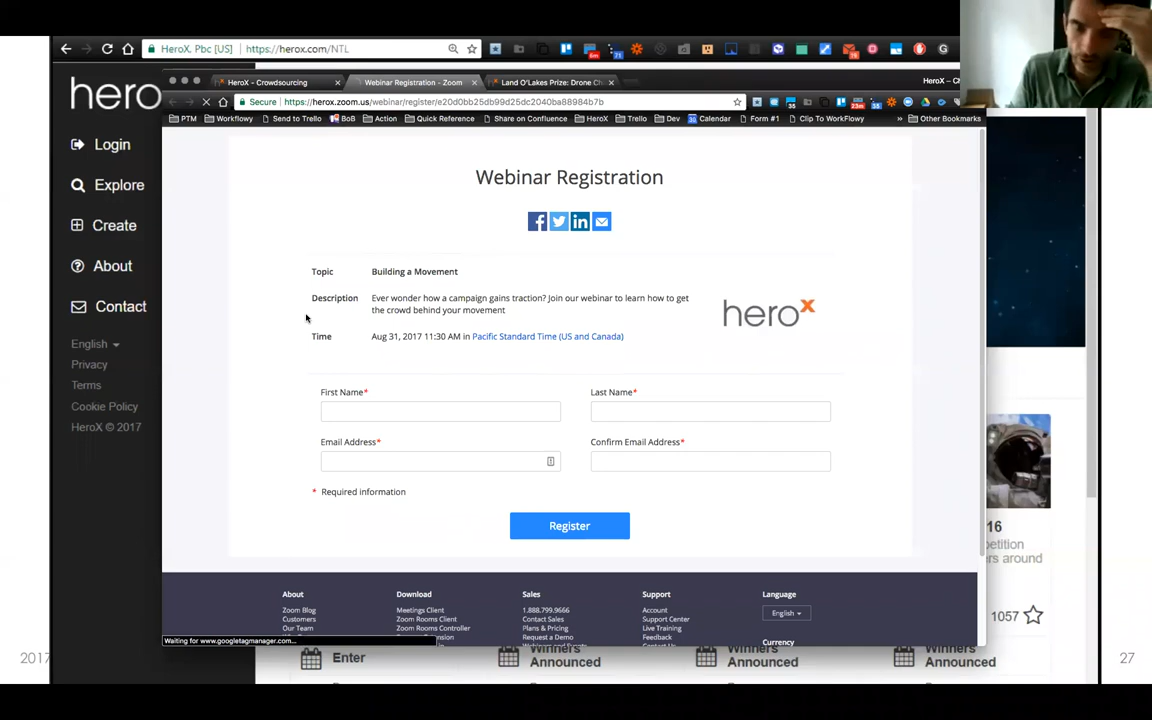 HeroX, Pbc [US]
https://herox.com/NTL
HeroX - Crowdsourcing
Webinar Registration - Zoom
Land O'Lakes Prize: Drone Ch
Secure
https://herox.zoom.us/webinar/register/e20d0bb25db99d25dc2040ba88984b7b
PTM
Workflowy
Send to Trello
BoB
Action
Quick Reference
Share on Confluence
HeroX
Trello
Dev
Calendar
Form #1
Clip To WorkFlowy
»
Other Bookmarks
hero
Login
Explore
Create
About
Contact
English
Privacy
Terms
Cookie Policy
HeroX © 2017
Webinar Registration
Topic
Building a Movement
Description
Ever wonder how a campaign gains traction? Join our webinar to learn how to get
the crowd behind your movement
Time
Aug 31, 2017 11:30 AM in Pacific Standard Time (US and Canada)
herox
First Name*
Last Name*
Email Address*
Confirm Email Address*
* Required information
Register
About
Zoom Blog
Customers
Our Team
Download
Meetings Client
Zoom Rooms Client
Zoom Rooms Controller
Sales
1.888.799.9666
Contact Sales
Plans & Pricing
Request a Demo
Support
Account
Support Center
Live Training
Feedback
Language
English
Currency
Waiting for www.googletagmanager.com...
16
1057
Enter
Winners
Announced
Winners
Announced
Winners
Announced
2017
27